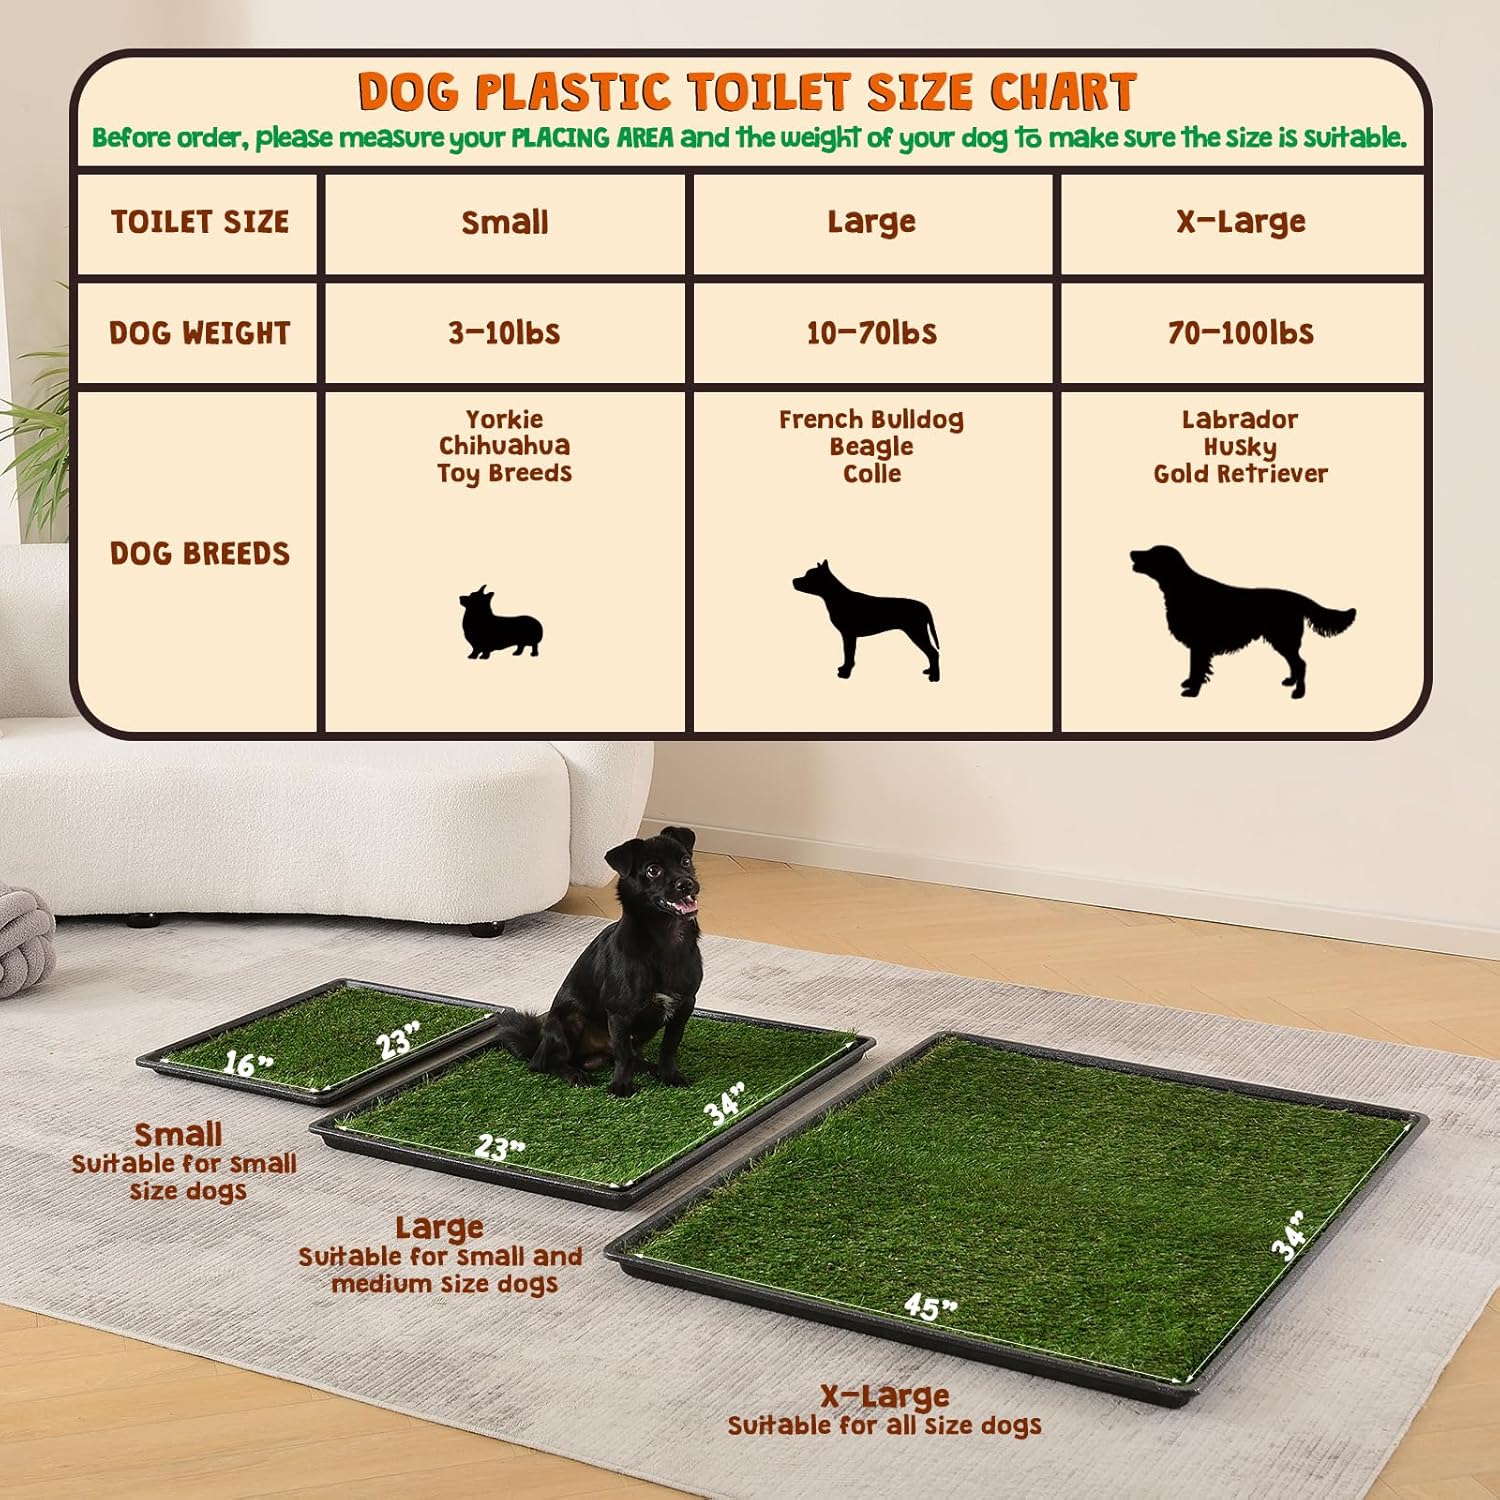 DOG PLASTIC TOILET SIZE CHART
Before order, please measure your PLACING AREA and the weight of your dog to make sure the size is suitable.
TOILET SIZE
Small
Large
X-Large
DOG WEIGHT
3-10lbs
10-70lbs
70-100lbs
DOG BREEDS
Yorkie
Chihuahua
Toy Breeds
French Bulldog
Beagle
Colle
Labrador
Husky
Gold Retriever
16"
23"
Small
Suitable for small
size dogs
23"
34"
Large
Suitable for small and
medium size dogs
45"
34"
X-Large
Suitable for all size dogs